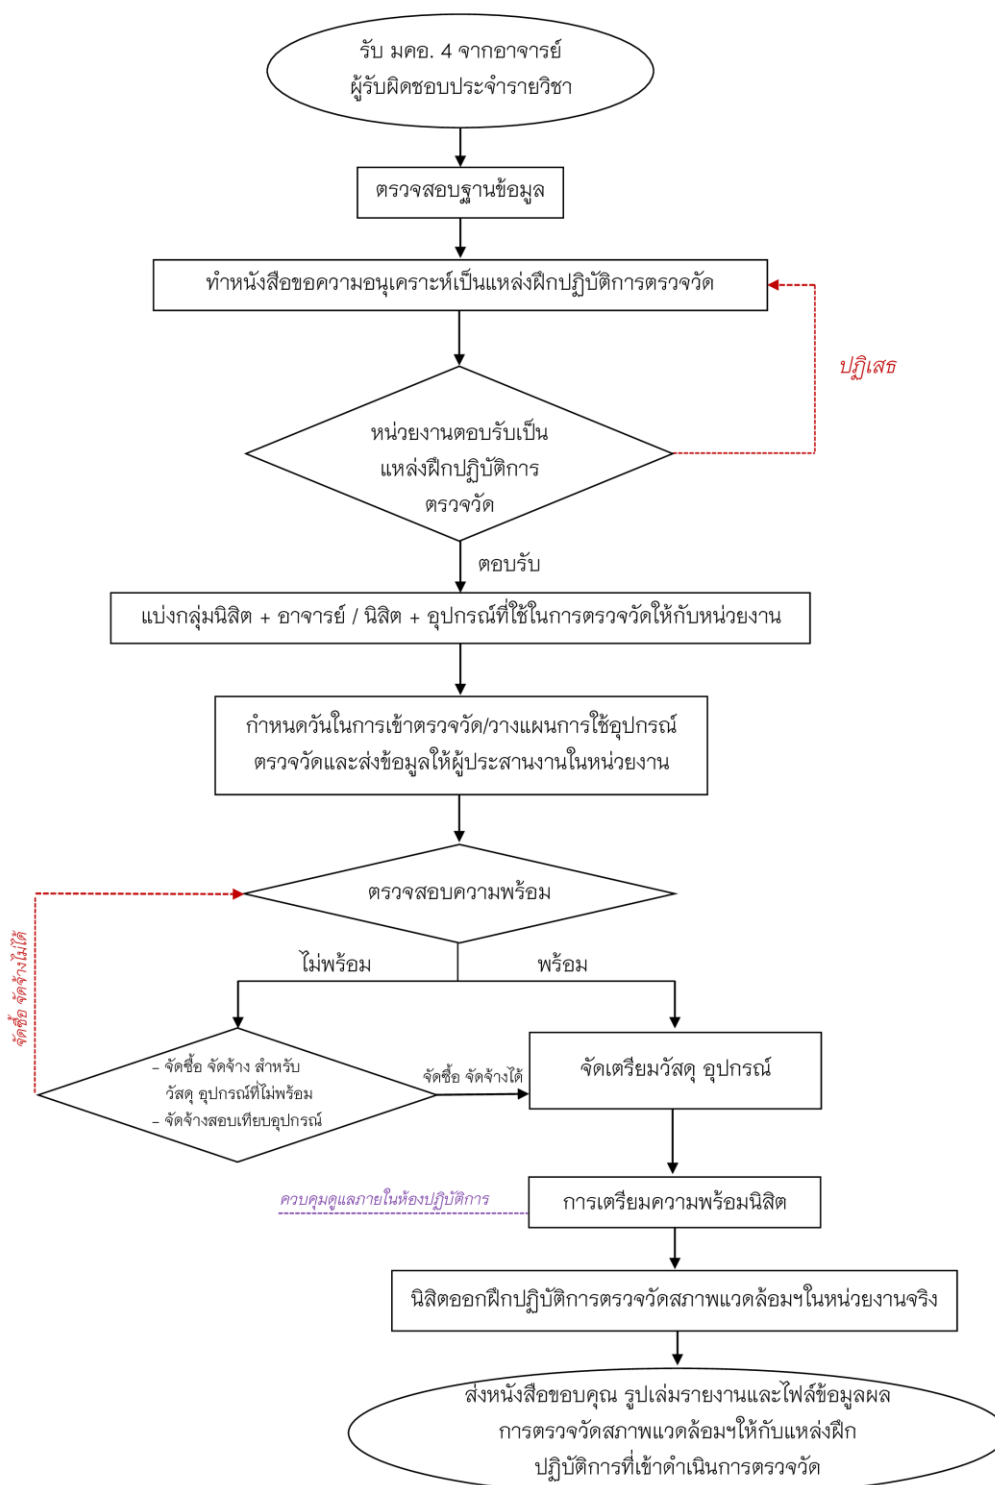 รับ มคอ. 4 จากอาจารย์
ผู้รับผิดชอบประจำรายวิชา
ตรวจสอบฐานข้อมูล
ทำหนังสือขอความอนุเคราะห์เป็นแหล่งฝึกปฏิบัติการตรวจวัด
ปฏิเสธ
หน่วยงานตอบรับเป็น
แหล่งฝึกปฏิบัติการ
ตรวจวัด
ตอบรับ
แบ่งกลุ่มนิสิต + อาจารย์ / นิสิต + อุปกรณ์ที่ใช้ในการตรวจวัดให้กับหน่วยงาน
กำหนดวันในการเข้าตรวจวัด/วางแผนการใช้อุปกรณ์
ตรวจวัดและส่งข้อมูลให้ผู้ประสานงานในหน่วยงาน
ตรวจสอบความพร้อม
ไม่พร้อม
พร้อม
จัดซื้อ จัดจ้างไม่ได้
– จัดซื้อ จัดจ้าง สำหรับ
วัสดุ อุปกรณ์ที่ไม่พร้อม
– จัดจ้างสอบเทียบอุปกรณ์
จัดซื้อ จัดจ้างได้
จัดเตรียมวัสดุ อุปกรณ์
ควบคุมดูแลภายในห้องปฏิบัติการ
การเตรียมความพร้อมนิสิต
นิสิตออกฝึกปฏิบัติการตรวจวัดสภาพแวดล้อมฯในหน่วยงานจริง
ส่งหนังสือขอบคุณ รูปเล่มรายงานและไฟล์ข้อมูลผล
การตรวจวัดสภาพแวดล้อมฯให้กับแหล่งฝึก
ปฏิบัติการที่เข้าดำเนินการตรวจวัด